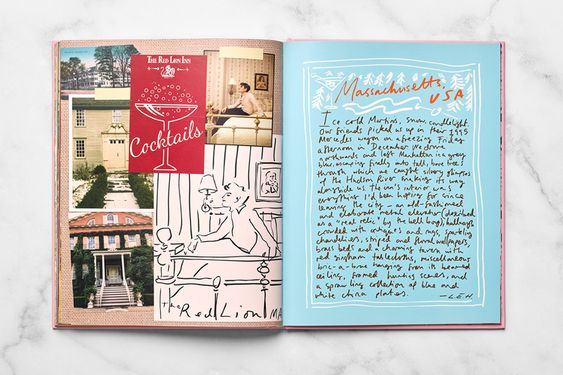 THE RED LION INN
Cocktails
The Red Lion MA
Massachusetts,
USA
Ice cold Martinis, snow, candlelight.
Our friends picked us up in their 1995
Mercedes wagon on a freezing Friday
afternoon in December. We drove
northwards and left Manhattan in a grey
blur, escaping finally into tall, bare trees
through which we caught silvery glimpses
of the Hudson River making its way
alongside us. The inn's interior was
everything I'd been hoping for since
leaving the city – an old-fashioned
and elaborate metal elevator (described
as a "real relic" by the bell boy), hallways
crowded with antiques and rugs, sparkling
chandeliers, striped and floral wallpapers,
brass beds and a charming tavern with
red gingham tablecloths, miscellaneous
bric-a-brac hanging from its beamed
ceiling, framed hunting scenes, and
a sprawling collection of blue and
white china plates.
—L.E.H.